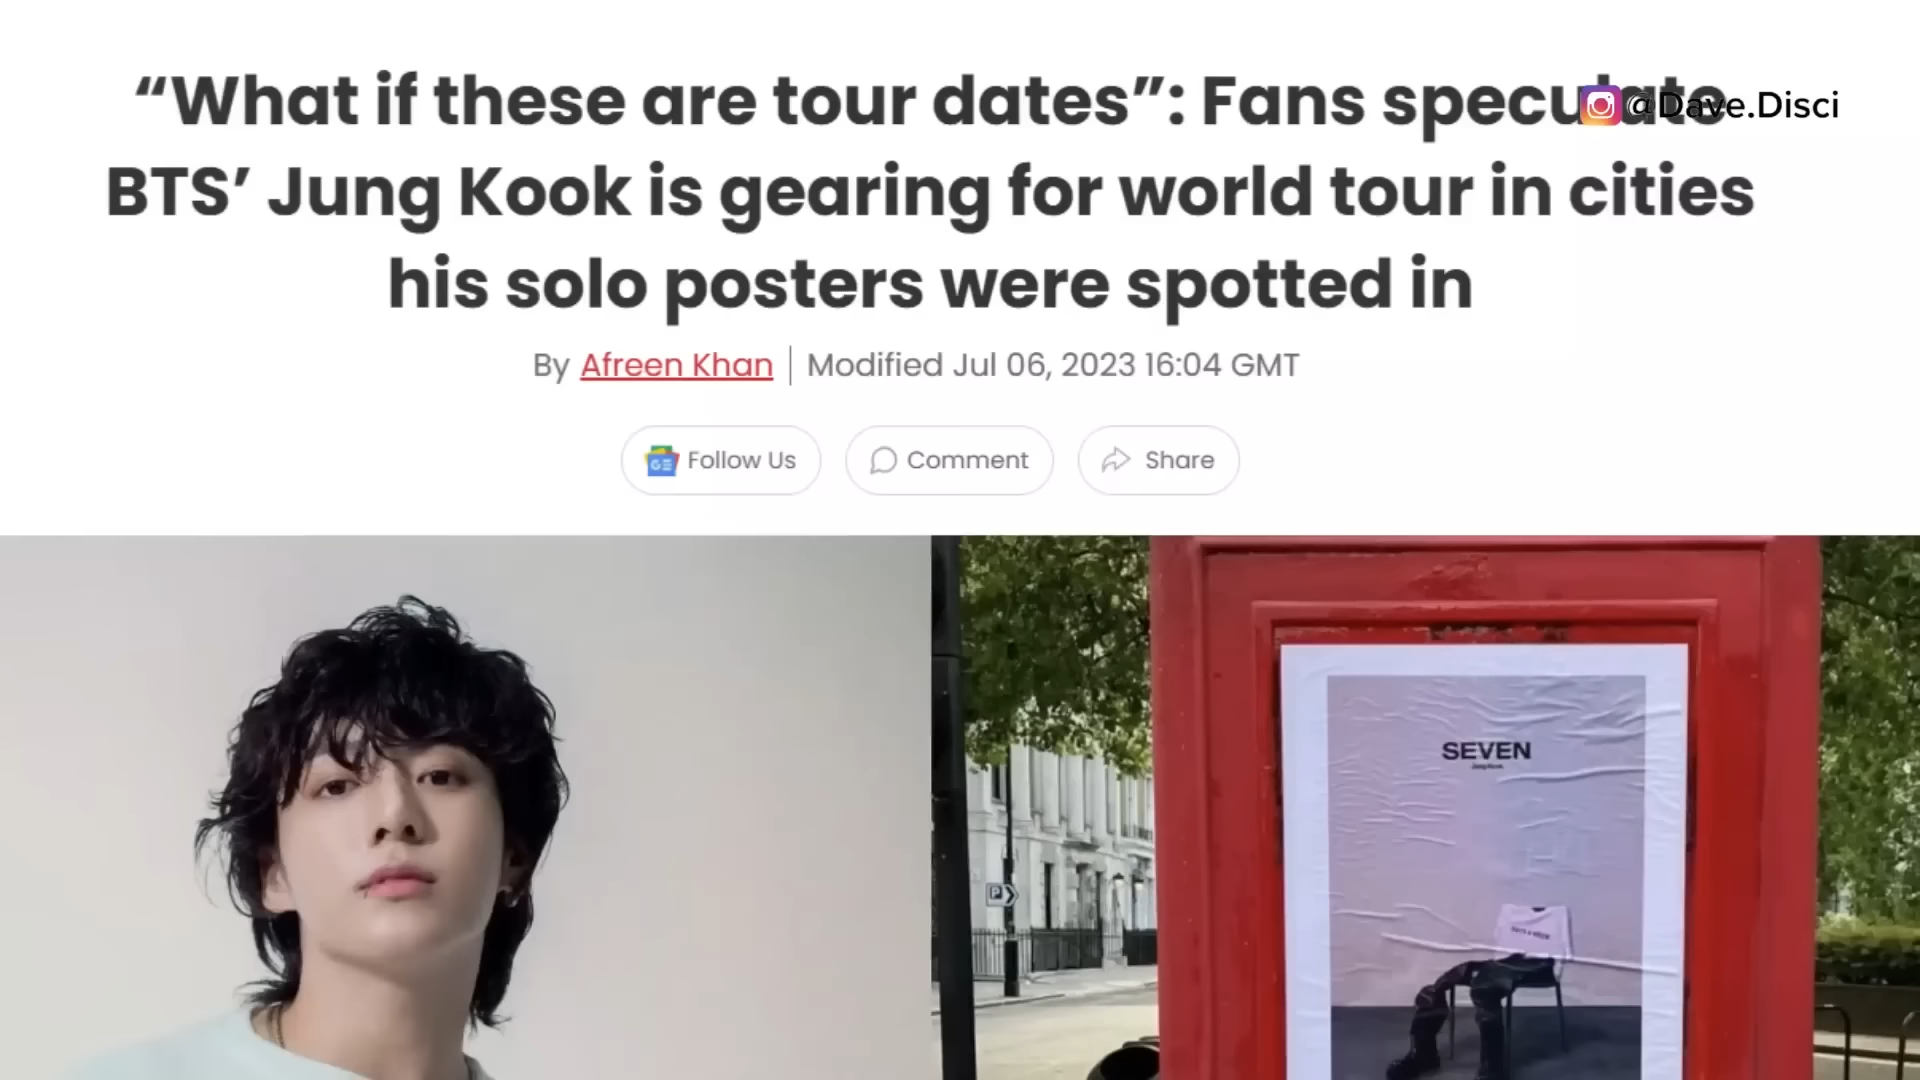 “What if these are tour dates”: Fans speculate
@Dave.Disci
BTS’ Jung Kook is gearing for world tour in cities
his solo posters were spotted in
By Afreen Khan | Modified Jul 06, 2023 16:04 GMT
GE Follow Us
Comment
Share
SEVEN
P